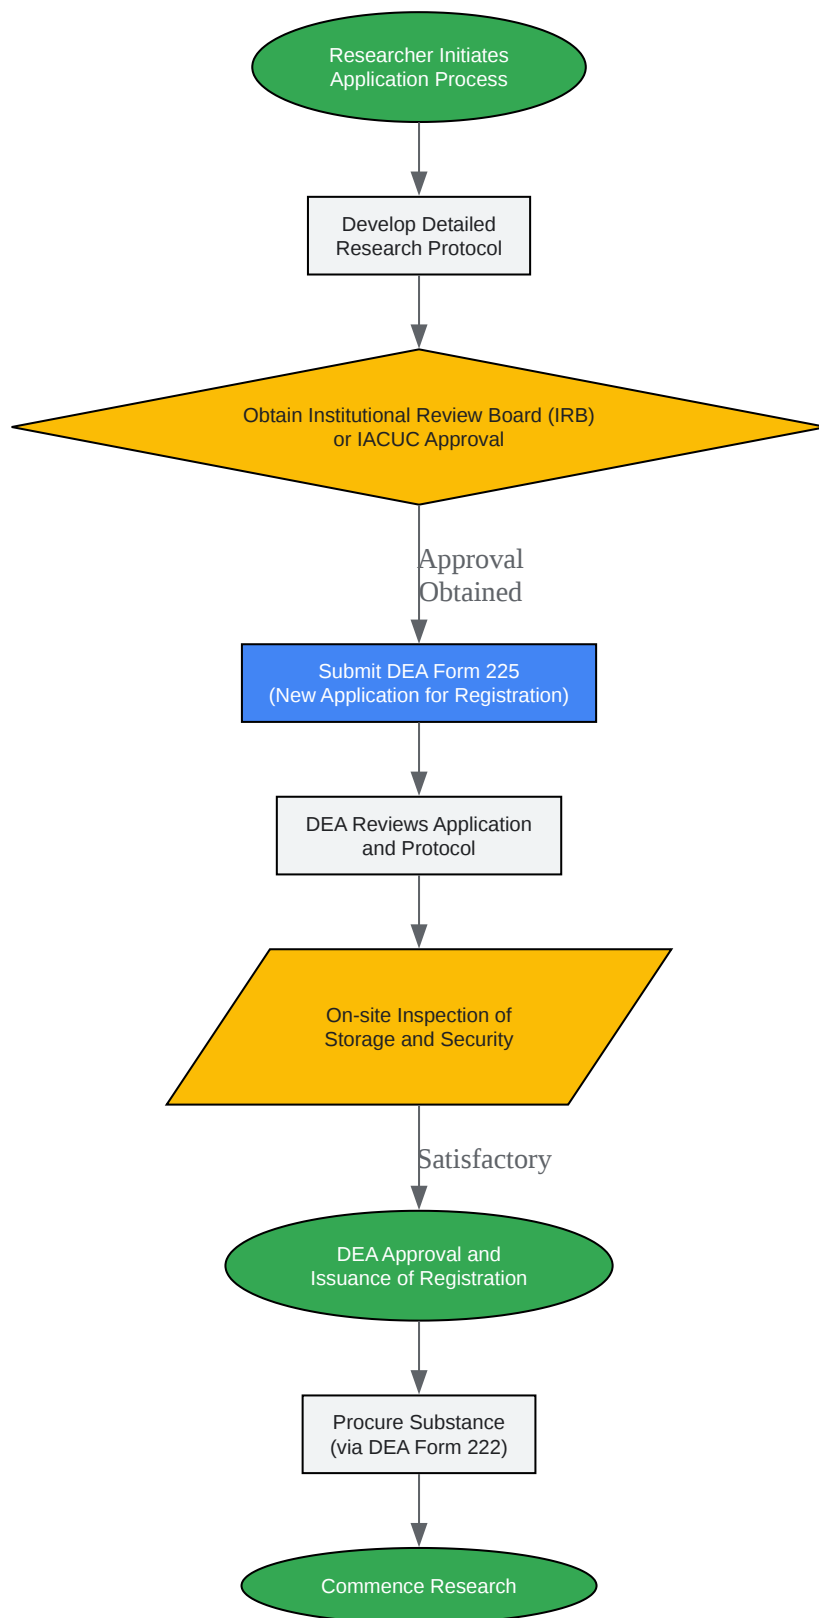 Researcher Initiates
Application Process
Develop Detailed
Research Protocol
Obtain Institutional Review Board (IRB)
or IACUC Approval
Approval
Obtained
Submit DEA Form 225
(New Application for Registration)
DEA Reviews Application
and Protocol
On-site Inspection of
Storage and Security
Satisfactory
DEA Approval and
Issuance of Registration
Procure Substance
(via DEA Form 222)
Commence Research